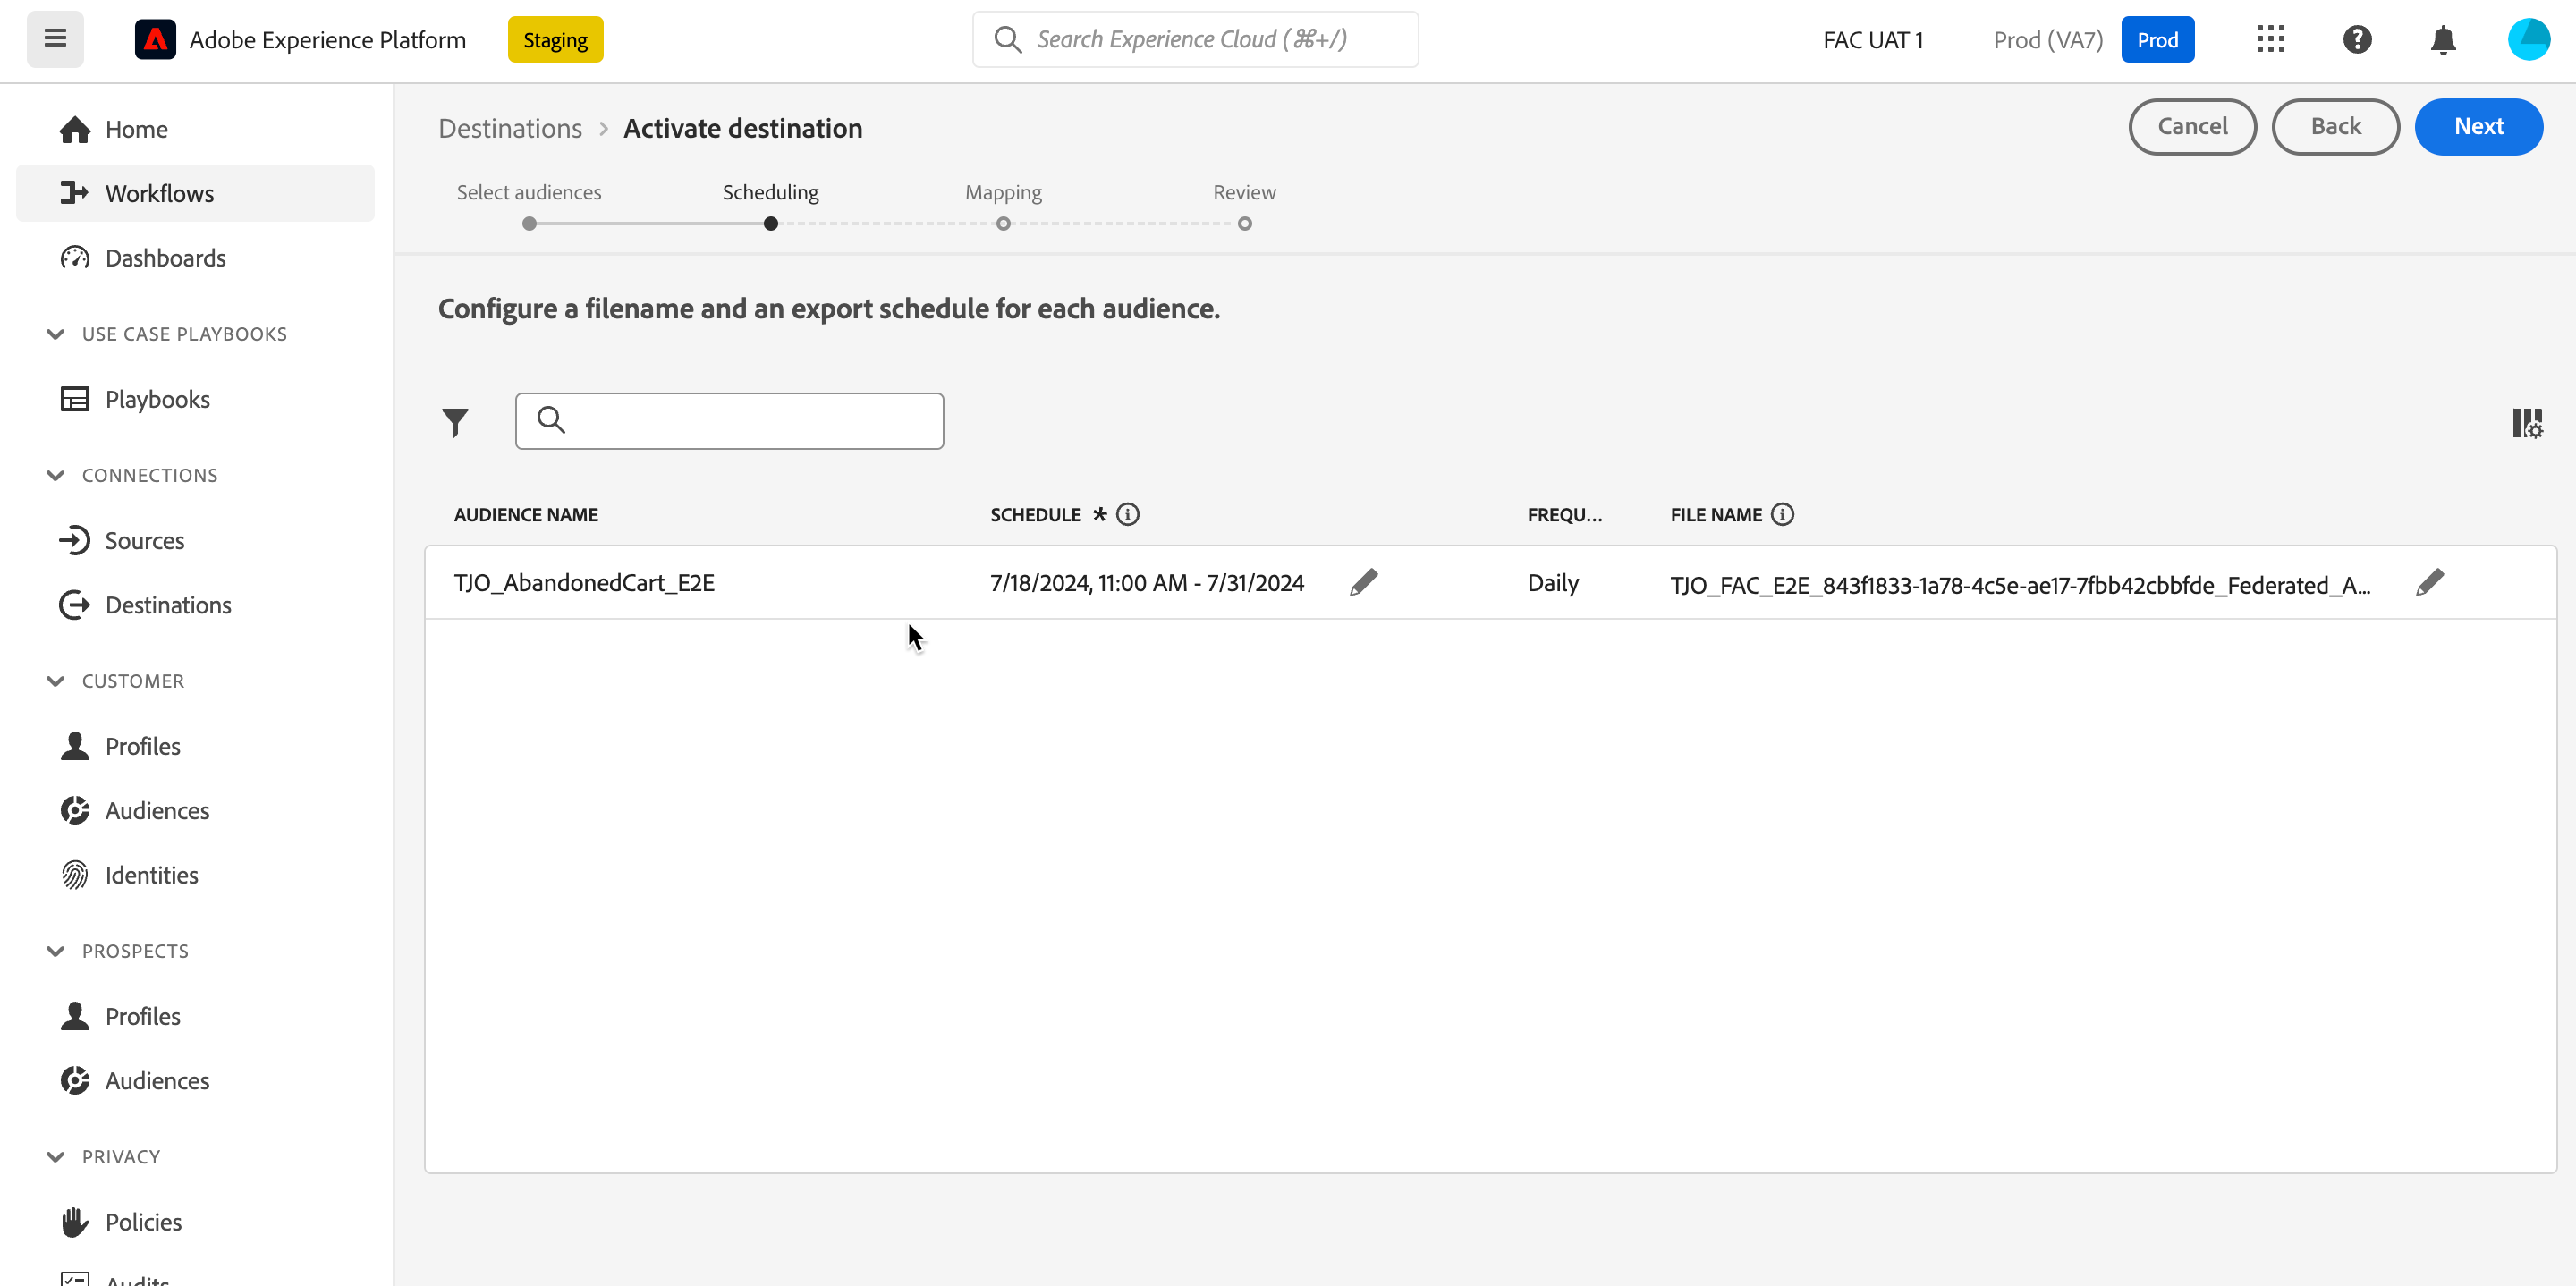 Adobe Experience Platform
Staging
Search Experience Cloud (⌘+/)
FAC UAT 1
Prod (VA7)
Prod
Home
Workflows
Dashboards
USE CASE PLAYBOOKS
Playbooks
CONNECTIONS
Sources
Destinations
CUSTOMER
Profiles
Audiences
Identities
PROSPECTS
Profiles
Audiences
PRIVACY
Policies
Audits
Destinations > Activate destination
Cancel
Back
Next
Select audiences
Scheduling
Mapping
Review
Configure a filename and an export schedule for each audience.
AUDIENCE NAME
SCHEDULE *
FREQU...
FILE NAME
TJO_AbandonedCart_E2E
7/18/2024, 11:00 AM - 7/31/2024
Daily
TJO_FAC_E2E_843f1833-1a78-4c5e-ae17-7fbb42cbbfde_Federated_A...